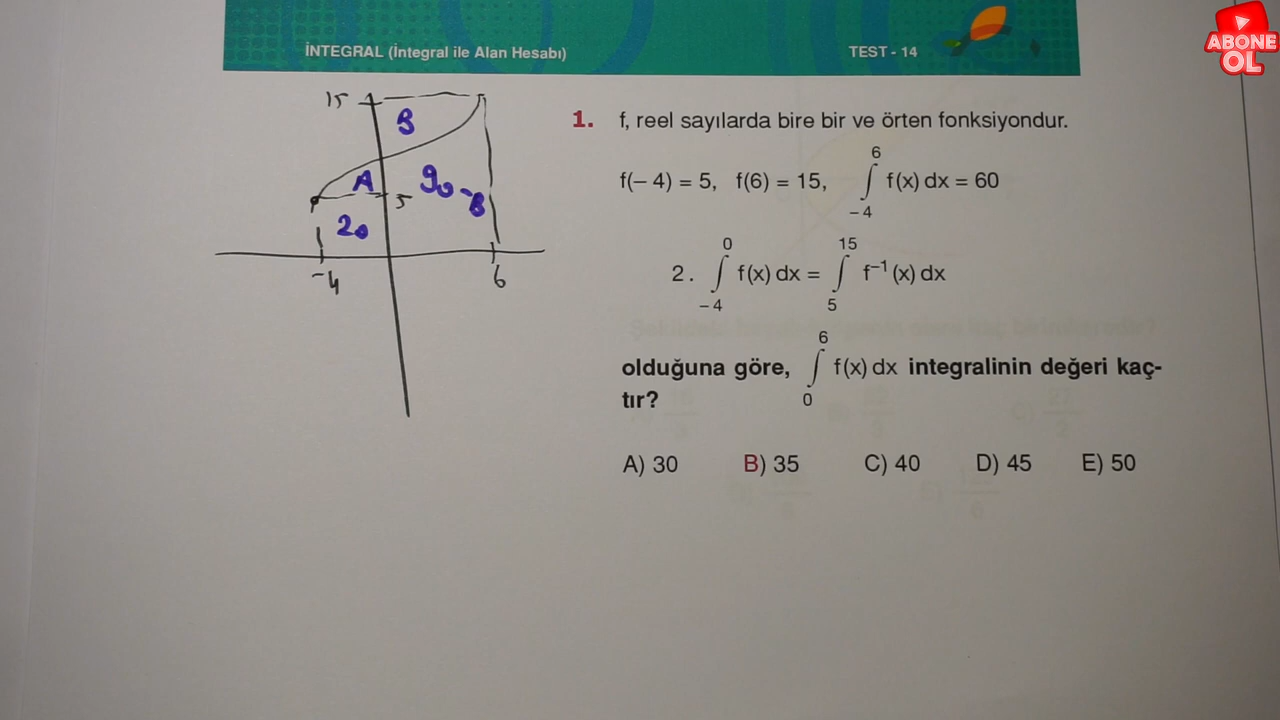 İNTEGRAL (İntegral ile Alan Hesabı)
TEST - 14
ABONE
OL
15
B
A
90-B
5
20
-4
6
1. f, reel sayılarda bire bir ve örten fonksiyondur.
f(– 4) = 5, f(6) = 15, ∫_{– 4}^{6} f(x) dx = 60
2 . ∫_{– 4}^{0} f(x) dx = ∫_{5}^{15} f⁻¹ (x) dx
olduğuna göre, ∫_{0}^{6} f(x) dx integralinin değeri kaç-
tır?
A) 30 B) 35 C) 40 D) 45 E) 50